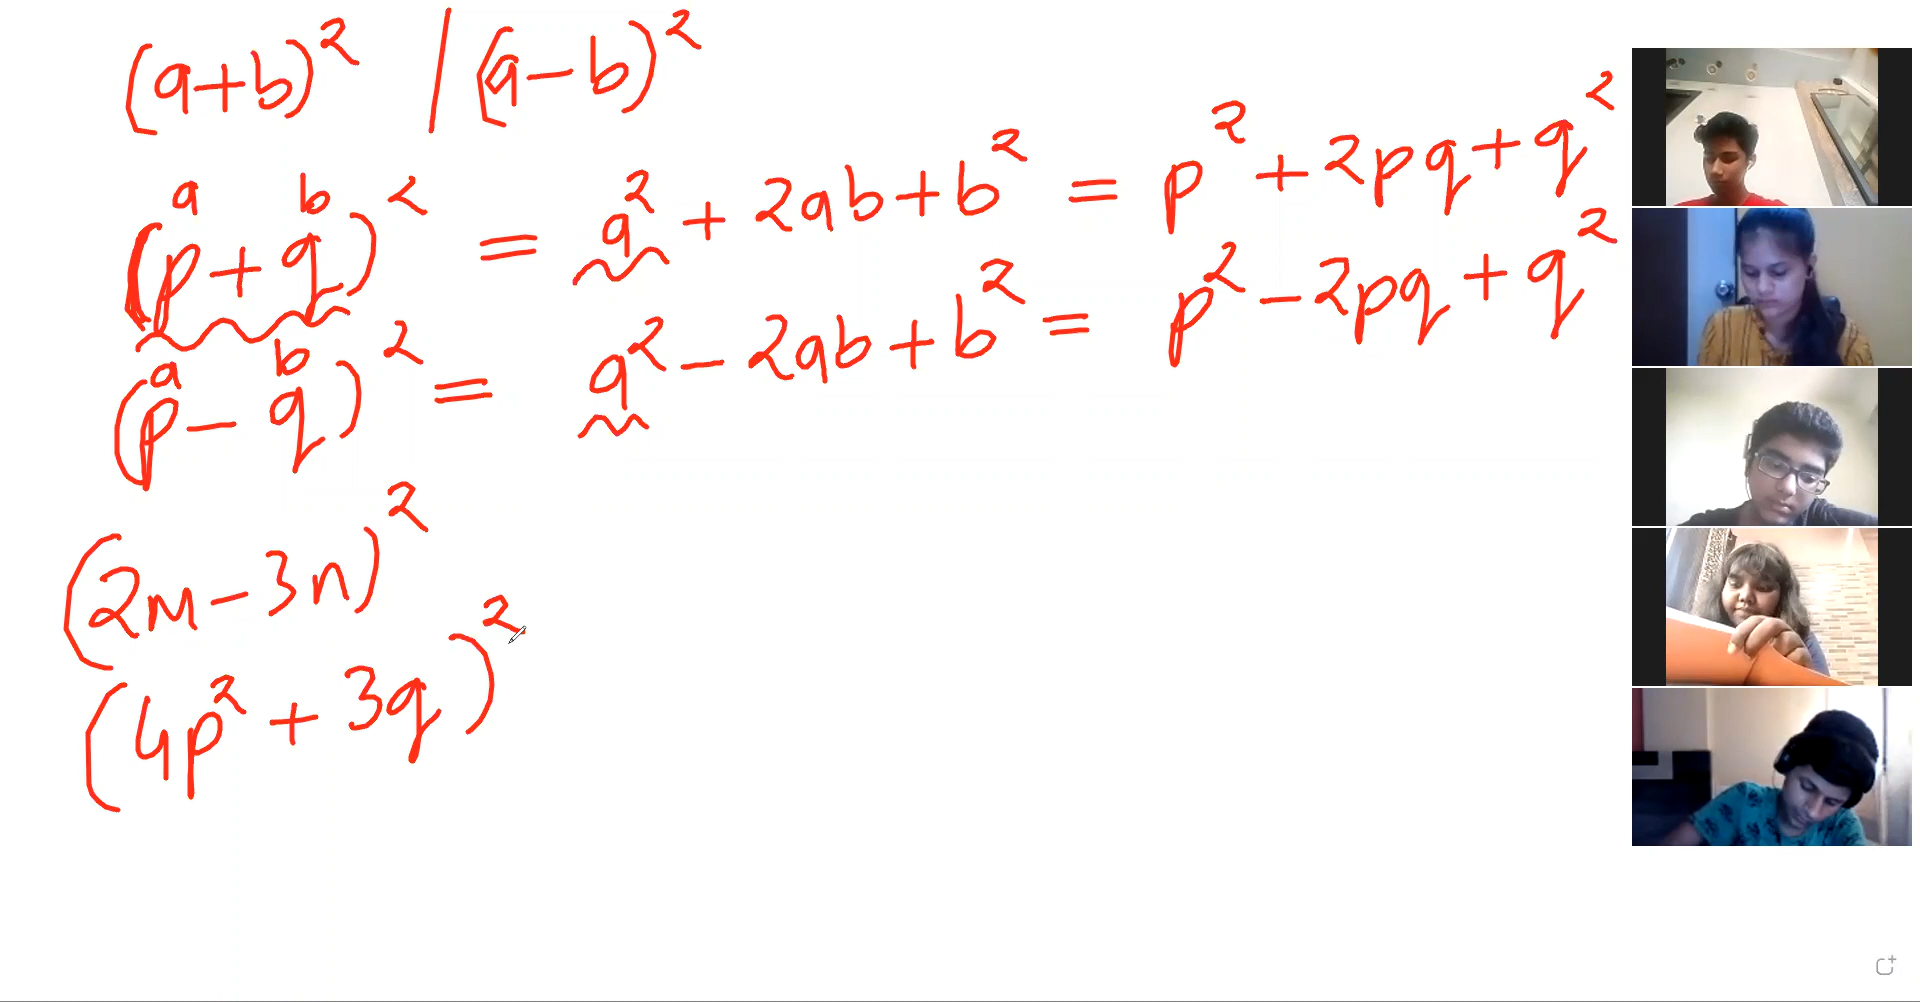 (a+b)² / (a-b)²
a b
(p+q)² = a² + 2ab + b² = p² + 2pq + q²
a b
(p-q)² = a² - 2ab + b² = p² - 2pq + q²
(2m-3n)²
(4p² + 3q)²